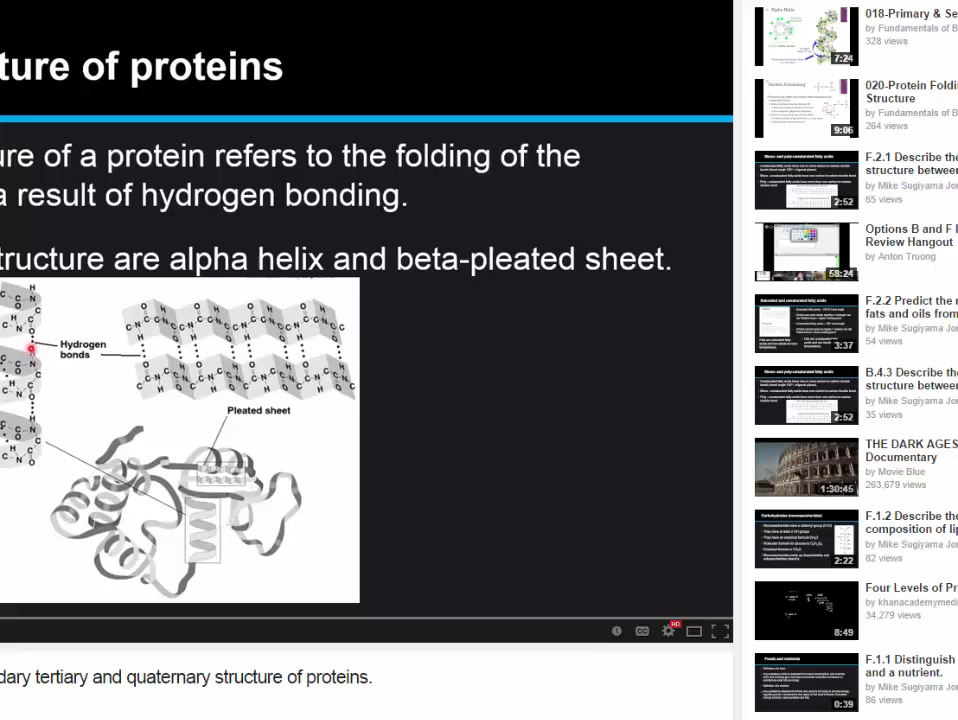 ture of proteins
ure of a protein refers to the folding of the
a result of hydrogen bonding.
tructure are alpha helix and beta-pleated sheet.
Hydrogen
bonds
Pleated sheet
HD
CC
dary tertiary and quaternary structure of proteins.
018-Primary & Se
by Fundamentals of B
328 views
7:24
020-Protein Foldi
Structure
by Fundamentals of B
264 views
9:06
F.2.1 Describe the
structure between
by Mike Sugiyama Jon
65 views
2:52
Options B and F I
Review Hangout
by Anton Truong
58:24
F.2.2 Predict the r
fats and oils from
by Mike Sugiyama Jon
54 views
3:37
B.4.3 Describe the
structure between
by Mike Sugiyama Jon
35 views
2:52
THE DARK AGES
Documentary
by Movie Blue
263,679 views
1:30:45
F.1.2 Describe the
composition of lip
by Mike Sugiyama Jon
82 views
2:22
Four Levels of Pr
by khanacademymedi
34,279 views
8:49
F.1.1 Distinguish
and a nutrient.
by Mike Sugiyama Jon
86 views
0:39